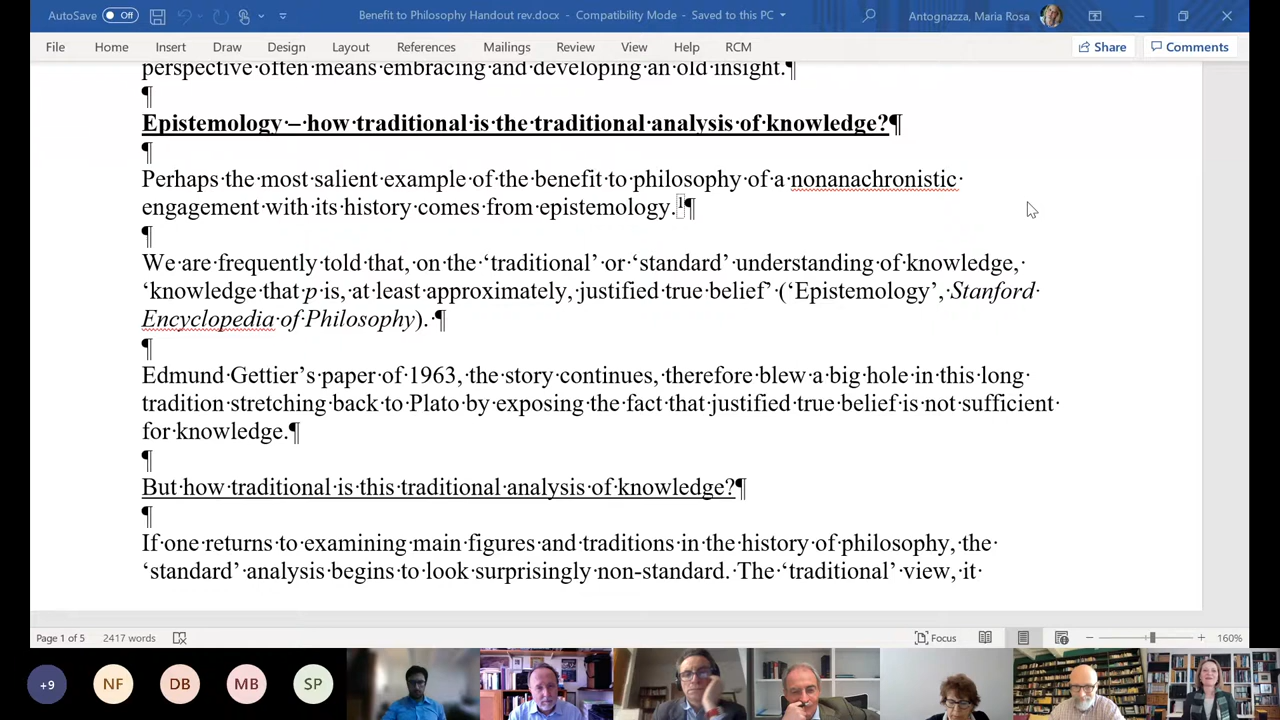 AutoSave Off Benefit to Philosophy Handout rev.docx - Compatibility Mode - Saved to this PC Antognazza, Maria Rosa
File Home Insert Draw Design Layout References Mailings Review View Help RCM Share Comments
perspective·often·means·embracing·and·developing·an·old·insight.¶
¶
Epistemology·–·how·traditional·is·the·traditional·analysis·of·knowledge?¶
¶
Perhaps·the·most·salient·example·of·the·benefit·to·philosophy·of·a·nonanachronistic·
engagement·with·its·history·comes·from·epistemology.1¶
¶
We·are·frequently·told·that,·on·the·‘traditional’·or·‘standard’·understanding·of·knowledge,·
‘knowledge·that·p·is,·at·least·approximately,·justified·true·belief’·(‘Epistemology’,·Stanford·
Encyclopedia·of·Philosophy).·¶
¶
Edmund·Gettier’s·paper·of·1963,·the·story·continues,·therefore·blew·a·big·hole·in·this·long·
tradition·stretching·back·to·Plato·by·exposing·the·fact·that·justified·true·belief·is·not·sufficient·
for·knowledge.¶
¶
But·how·traditional·is·this·traditional·analysis·of·knowledge?¶
¶
If·one·returns·to·examining·main·figures·and·traditions·in·the·history·of·philosophy,·the·
‘standard’·analysis·begins·to·look·surprisingly·non-standard.·The·‘traditional’·view,·it·
Page 1 of 5 2417 words Focus 160%
+9 NF DB MB SP